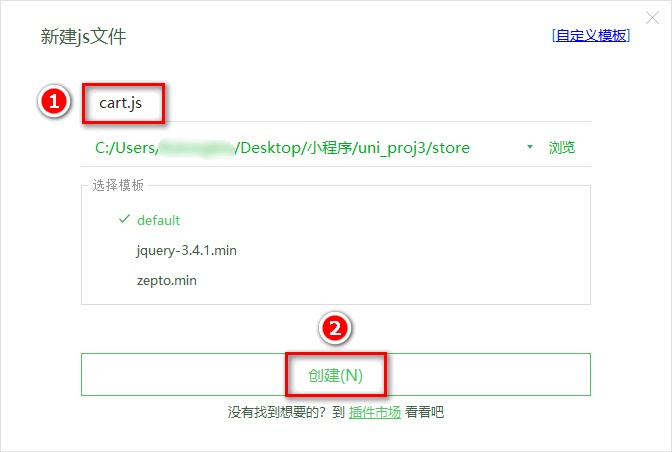 新建js文件 [自定义模板]
1
cart.js
C:/Users/ /Desktop/小程序/uni_proj3/store 浏览
选择模板
default
jquery-3.4.1.min
zepto.min
2
创建(N)
没有找到想要的？到 插件市场 看看吧